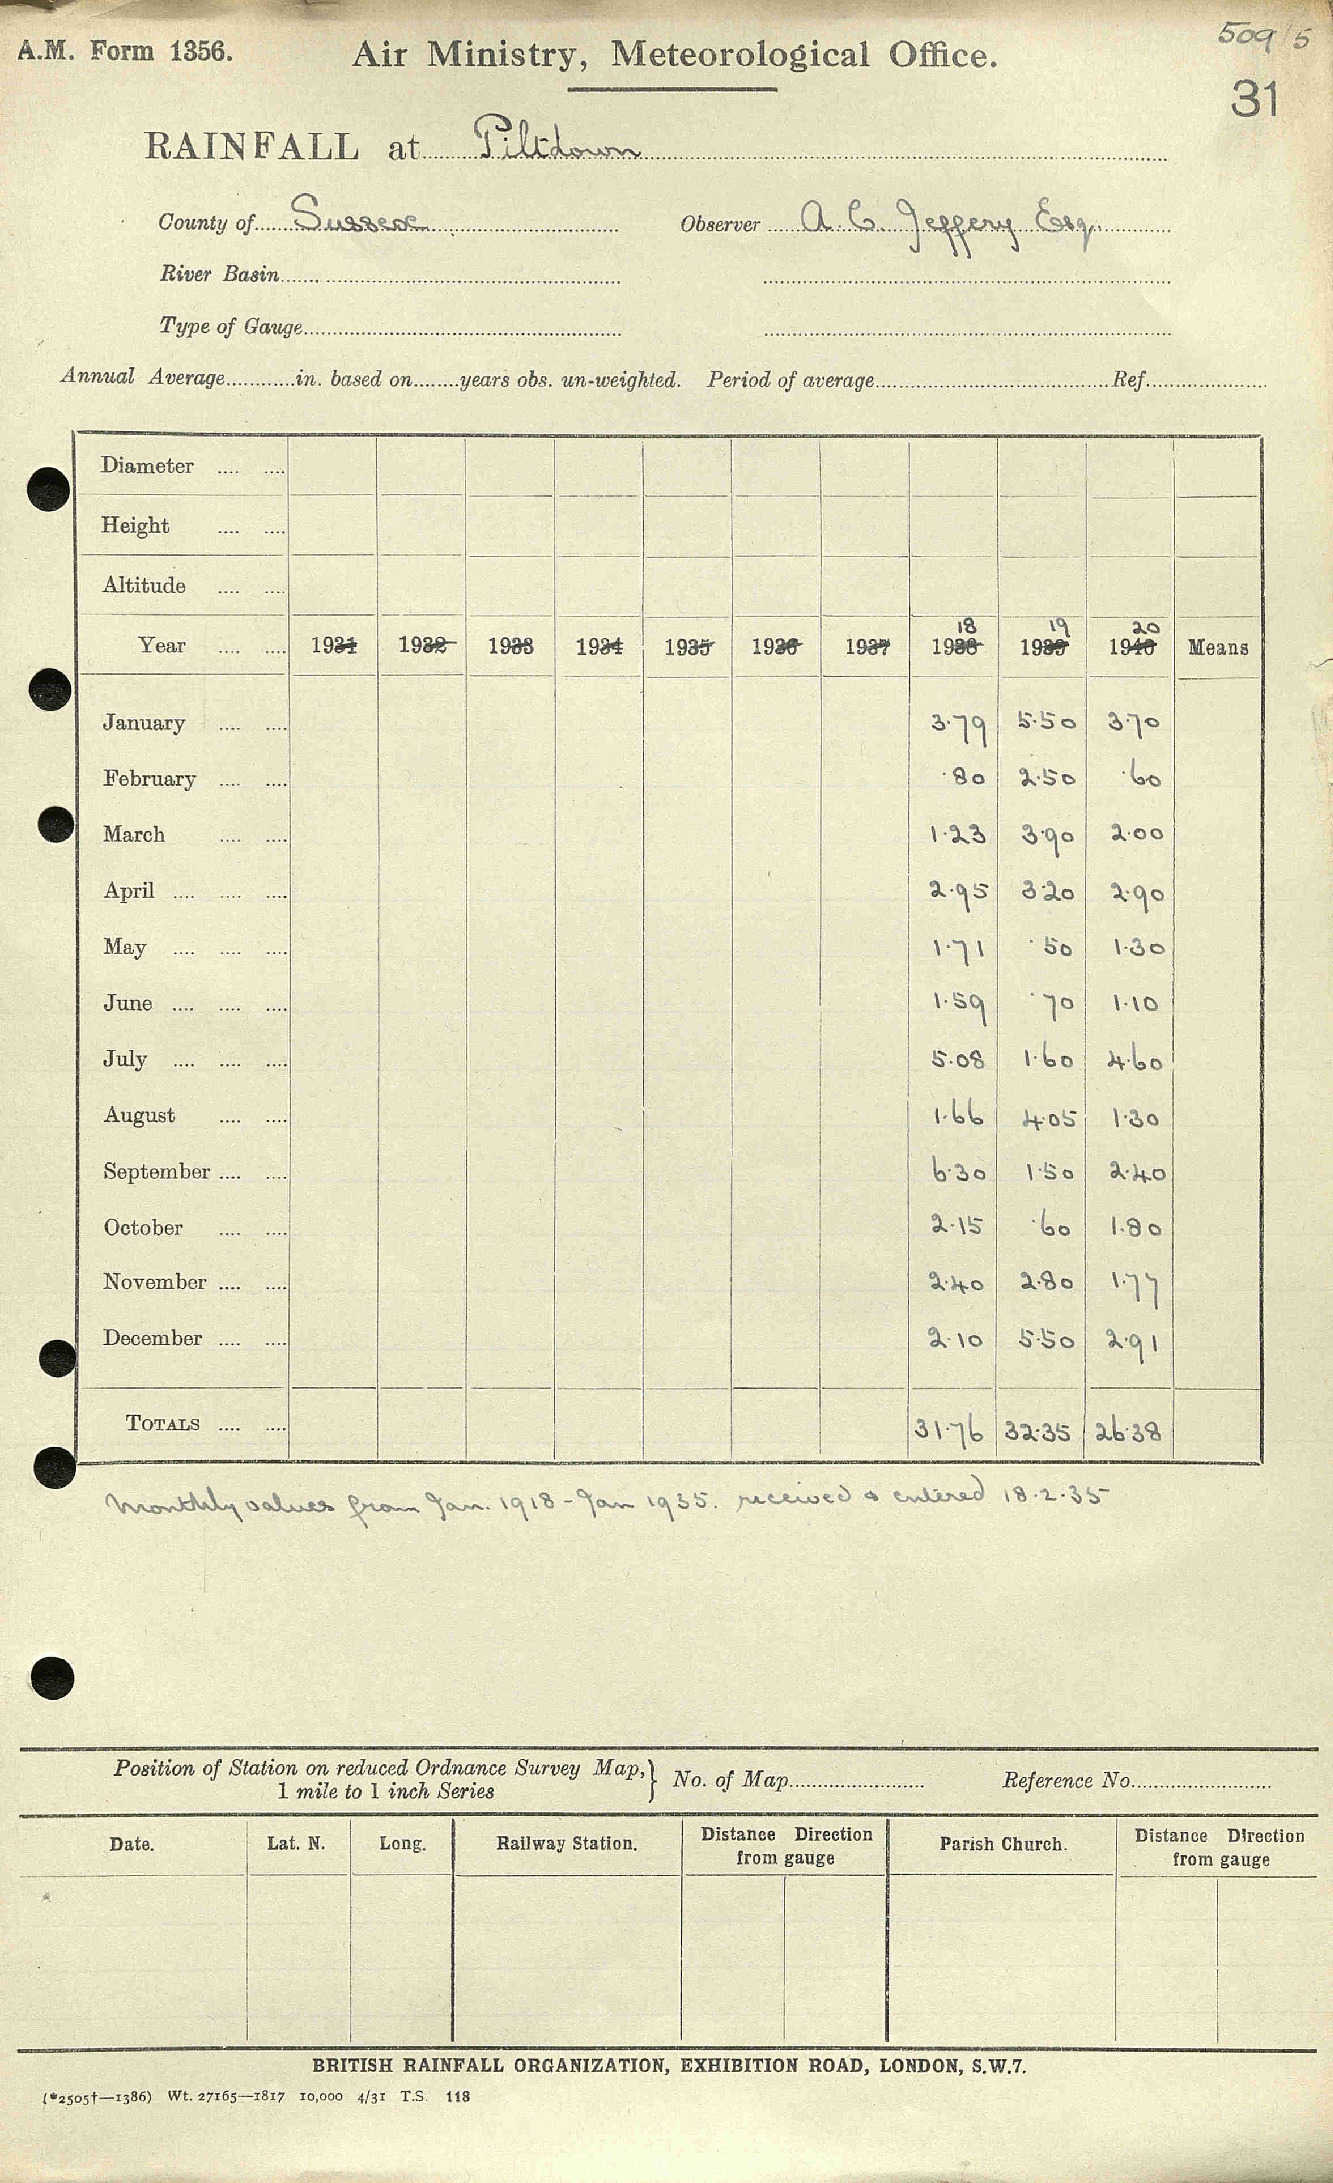 509/5
A.M. Form 1356. Air Ministry, Meteorological Office.
31
RAINFALL at Piltdown
County of Sussex Observer A. C. Jeffery Esq.
River Basin
Type of Gauge
Annual Average in. based on years obs. un-weighted. Period of average Ref.
Diameter
Height
Altitude
18 19 20
Year 1931 1932 1933 1934 1935 1936 1937 1938 1939 1940 Means
January 3.79 5.50 3.70
February .80 2.50 .60
March 1.23 3.90 2.00
April 2.95 3.20 2.90
May 1.71 .50 1.30
June 1.59 .70 1.10
July 5.08 1.60 4.60
August 1.66 4.05 1.30
September 6.30 1.50 2.40
October 2.15 .60 1.80
November 2.40 2.80 1.77
December 2.10 5.50 2.91
TOTALS 31.76 32.35 26.38
Monthly values from Jan. 1918 - Jan 1935. received & entered 18.2.35
Position of Station on reduced Ordnance Survey Map, } No. of Map Reference No.
1 mile to 1 inch Series
Date. Lat. N. Long. Railway Station. Distance Direction from gauge Parish Church. Distance Direction from gauge
BRITISH RAINFALL ORGANIZATION, EXHIBITION ROAD, LONDON, S.W.7.
(*2505†—1386) Wt. 27165—1817 10,000 4/31 T.S. 118